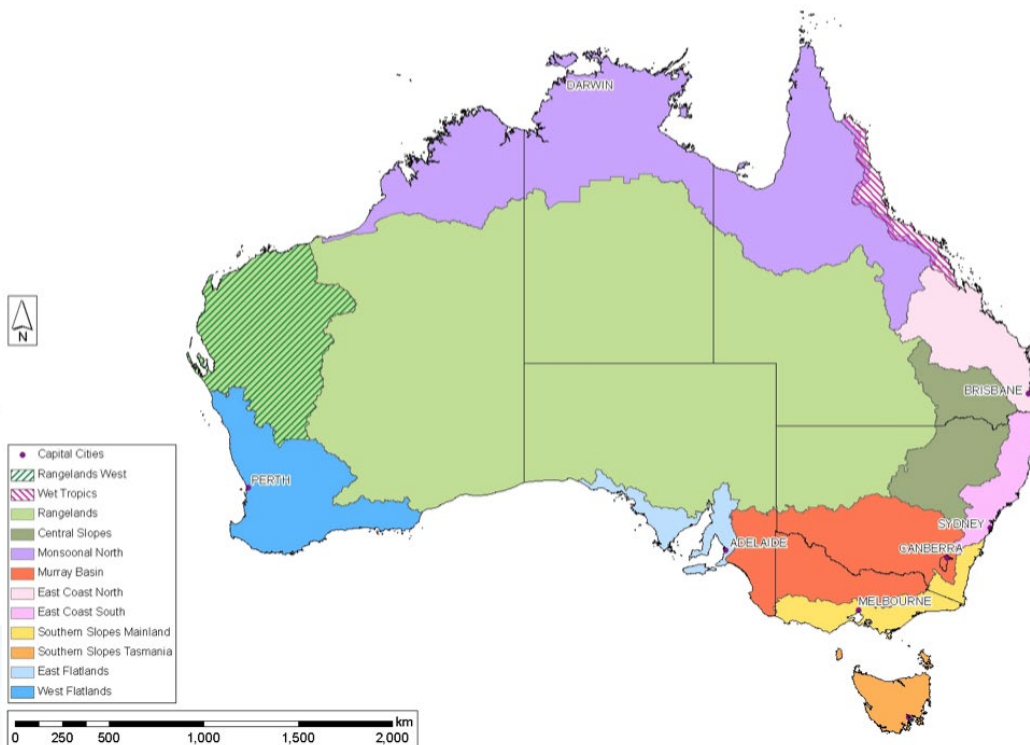 DARWIN
BRISBANE
PERTH
SYDNEY
ADELAIDE
CANBERRA
MELBOURNE
N
Capital Cities
Rangelands West
Wet Tropics
Rangelands
Central Slopes
Monsoonal North
Murray Basin
East Coast North
East Coast South
Southern Slopes Mainland
Southern Slopes Tasmania
East Flatlands
West Flatlands
km
0 250 500 1,000 1,500 2,000